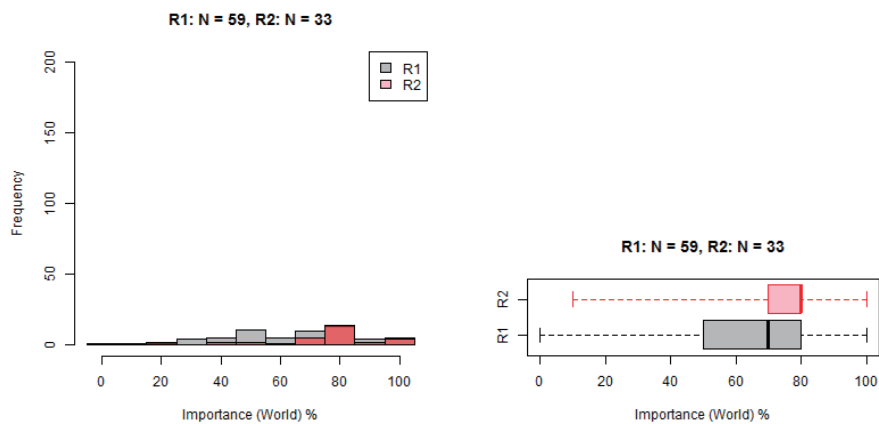 R1: N = 59, R2: N = 33
200
150
100
50
0
Frequency
R1
R2
0 20 40 60 80 100
Importance (World) %
R1: N = 59, R2: N = 33
R2
R1
0 20 40 60 80 100
Importance (World) %